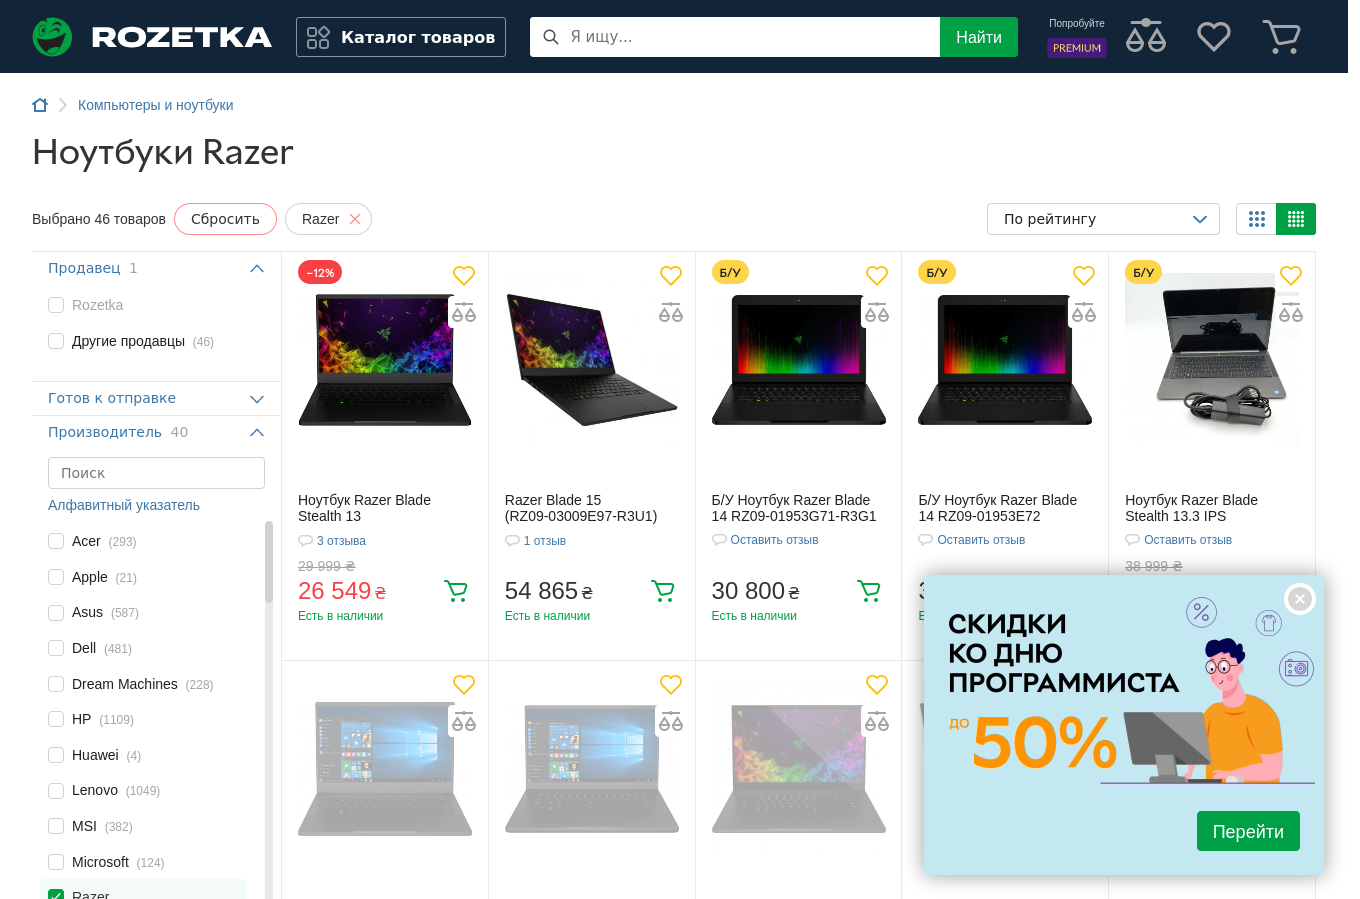 ROZETKA
Каталог товаров
Я ищу...
Найти
Попробуйте
PREMIUM
Компьютеры и ноутбуки
Ноутбуки Razer
Выбрано 46 товаров
Сбросить
Razer
По рейтингу
Продавец 1
Rozetka
Другие продавцы (46)
Готов к отправке
Производитель 40
Поиск
Алфавитный указатель
Acer (293)
Apple (21)
Asus (587)
Dell (481)
Dream Machines (228)
HP (1109)
Huawei (4)
Lenovo (1049)
MSI (382)
Microsoft (124)
Razer
−12%
Ноутбук Razer Blade
Stealth 13
3 отзыва
29 999 ₴
26 549 ₴
Есть в наличии
Razer Blade 15
(RZ09-03009E97-R3U1)
1 отзыв
54 865 ₴
Есть в наличии
Б/У
Б/У Ноутбук Razer Blade
14 RZ09-01953G71-R3G1
Оставить отзыв
30 800 ₴
Есть в наличии
Б/У
Б/У Ноутбук Razer Blade
14 RZ09-01953E72
Оставить отзыв
Б/У
Ноутбук Razer Blade
Stealth 13.3 IPS
Оставить отзыв
38 999 ₴
СКИДКИ
КО ДНЮ
ПРОГРАММИСТА
ДО 50%
Перейти